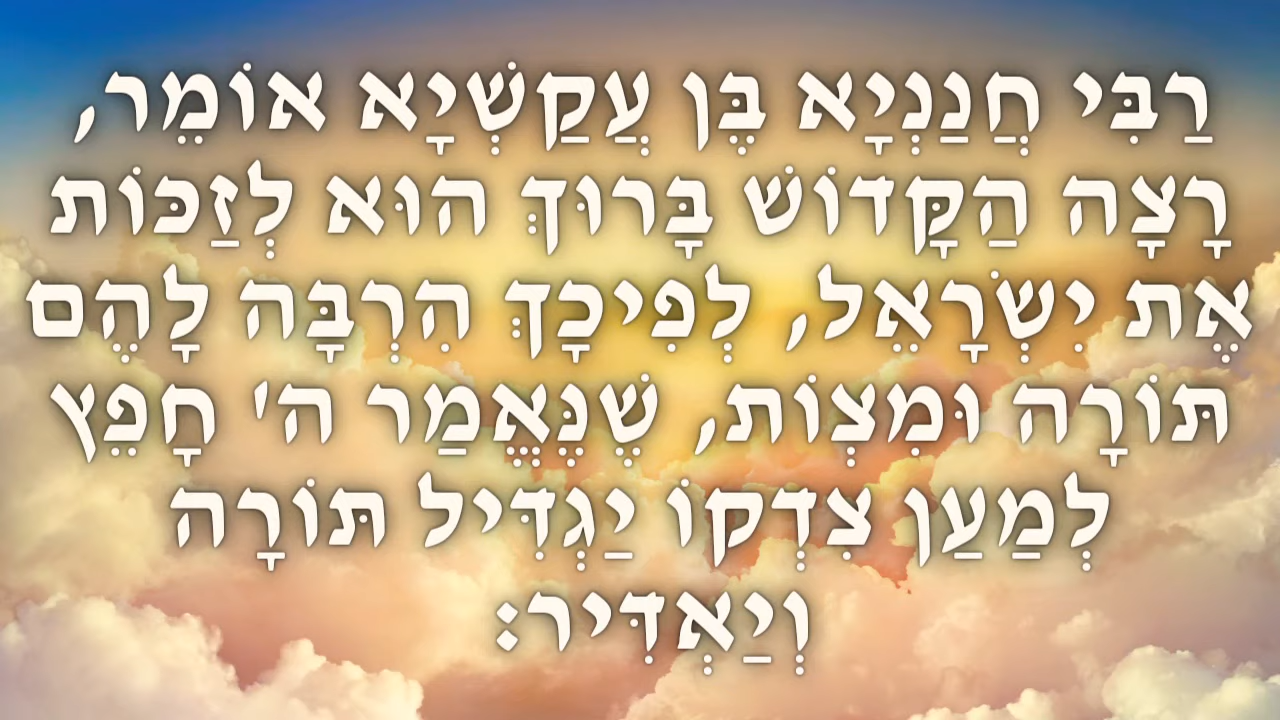 רַבִּי חֲנַנְיָא בֶּן עֲקַשְׁיָא אוֹמֵר,
רָצָה הַקָּדוֹשׁ בָּרוּךְ הוּא לְזַכּוֹת
אֶת יִשְׂרָאֵל, לְפִיכָךְ הִרְבָּה לָהֶם
תּוֹרָה וּמִצְוֹת, שֶׁנֶּאֱמַר ה' חָפֵץ
לְמַעַן צִדְקוֹ יַגְדִּיל תּוֹרָה
וְיַאְדִּיר: